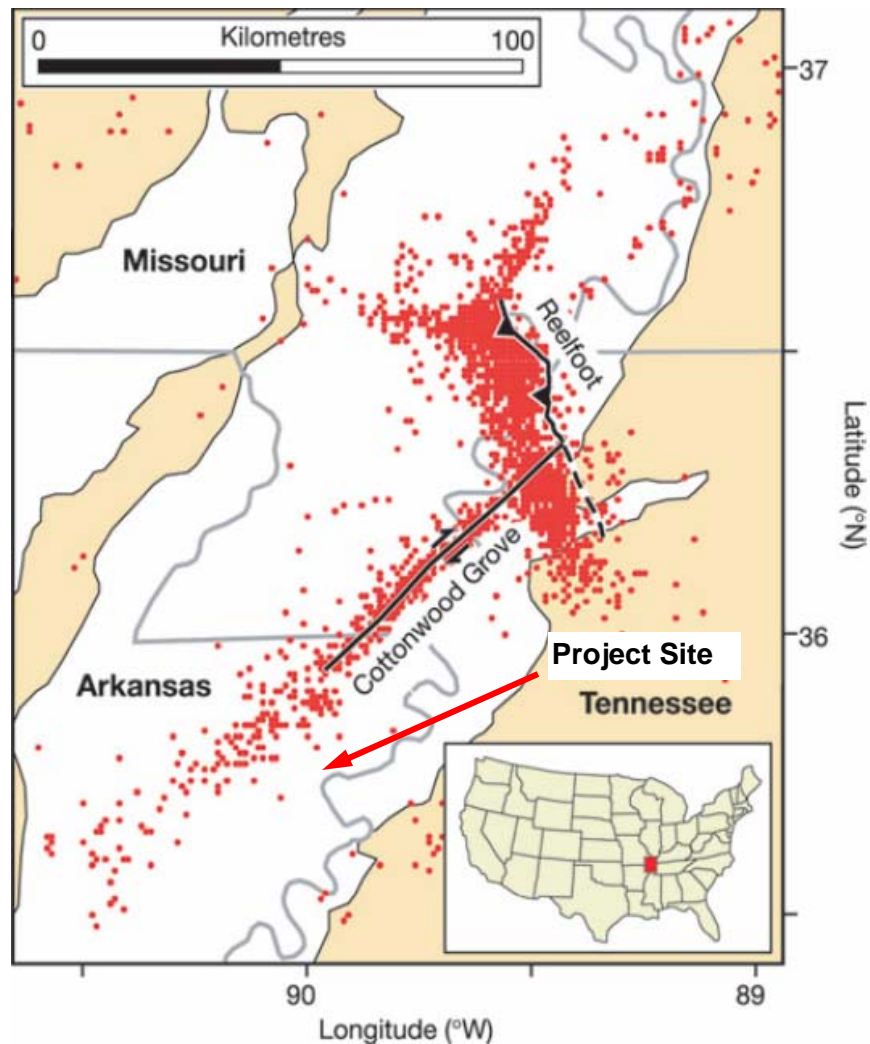 Kilometres
0
100
37
Missouri
Reelfoot
Latitude (°N)
Cottonwood Grove
36
Project Site
Arkansas
Tennessee
90
89
Longitude (°W)